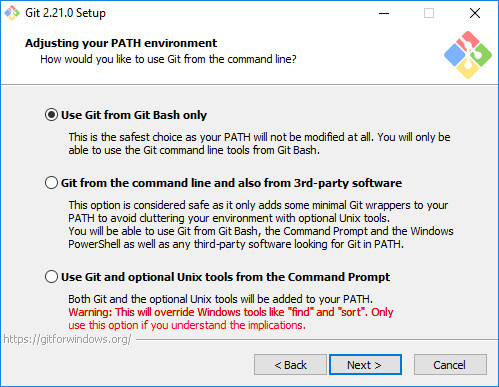 Git 2.21.0 Setup
Adjusting your PATH environment
How would you like to use Git from the command line?
Use Git from Git Bash only
This is the safest choice as your PATH will not be modified at all. You will only
be able to use the Git command line tools from Git Bash.
Git from the command line and also from 3rd-party software
This option is considered safe as it only adds some minimal Git wrappers to your
PATH to avoid cluttering your environment with optional Unix tools.
You will be able to use Git from Git Bash, the Command Prompt and the Windows
PowerShell as well as any third-party software looking for Git in PATH.
Use Git and optional Unix tools from the Command Prompt
Both Git and the optional Unix tools will be added to your PATH.
Warning: This will override Windows tools like "find" and "sort". Only
use this option if you understand the implications.
https://gitforwindows.org/
< Back
Next >
Cancel